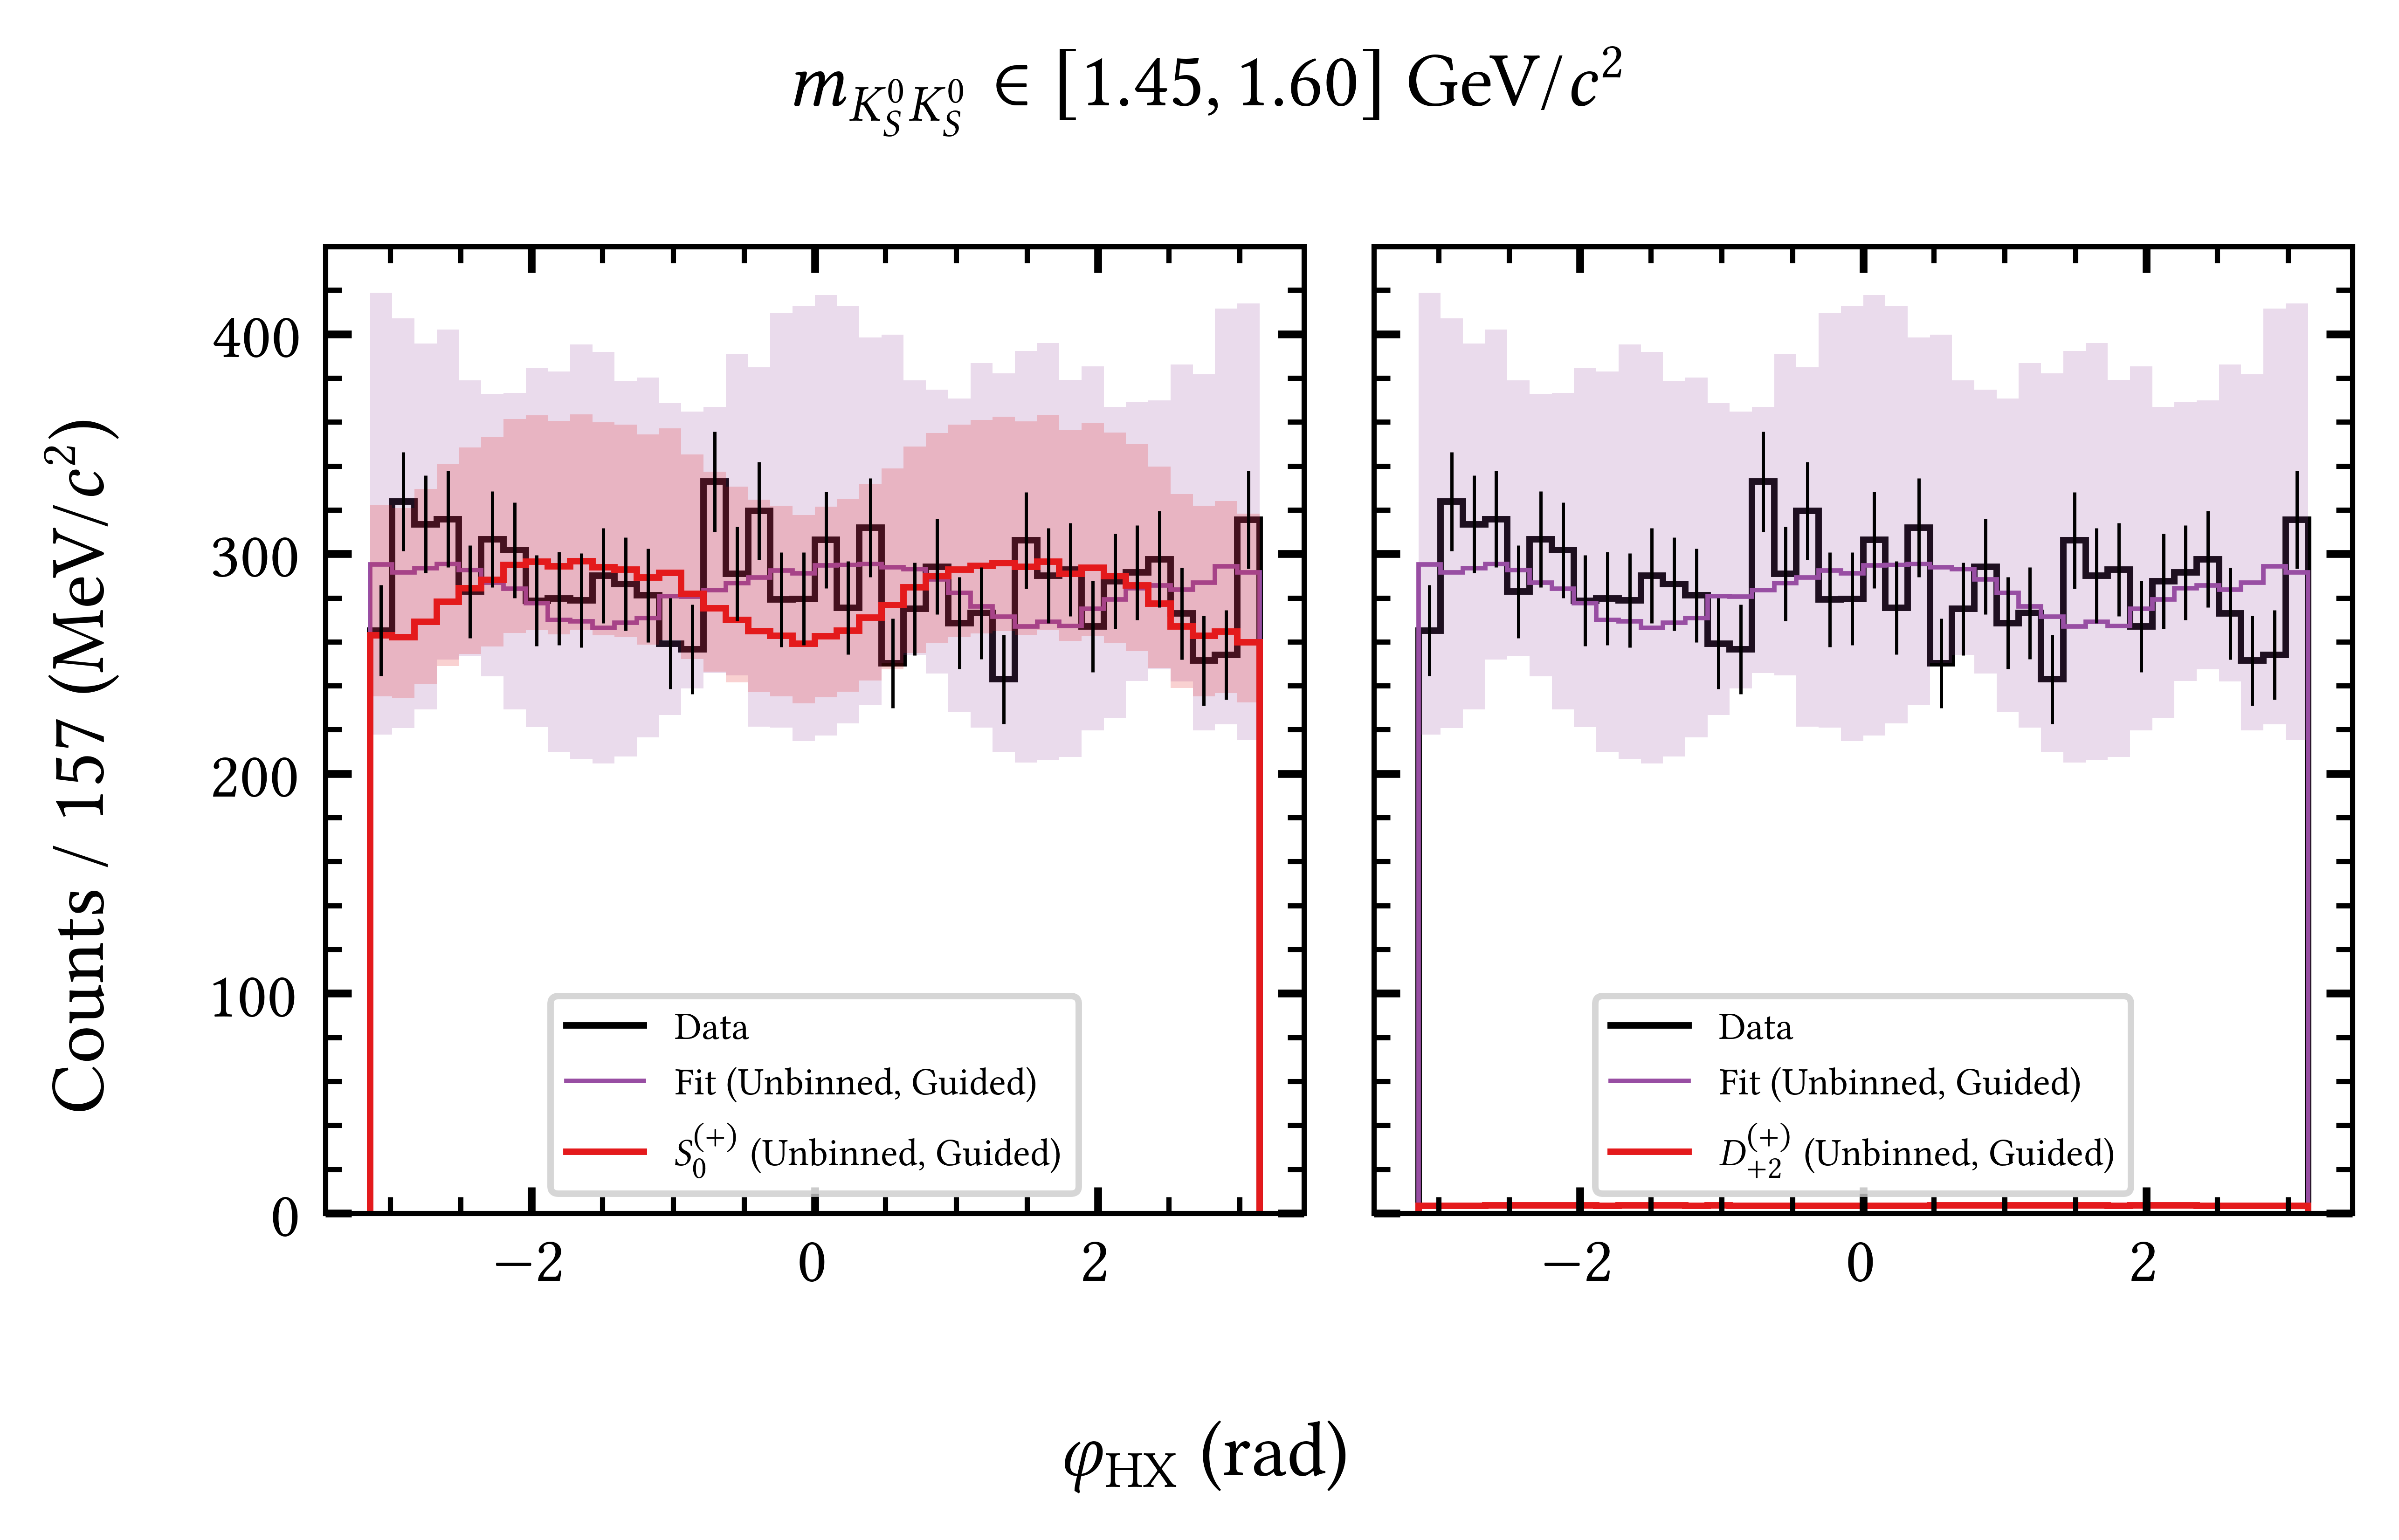 m_{K_S^0 K_S^0} ∈ [1.45, 1.60] GeV/c²
Counts / 157 (MeV/c²)
400
300
200
100
0
Data
Fit (Unbinned, Guided)
S_0^{(+)} (Unbinned, Guided)
Data
Fit (Unbinned, Guided)
D_{+2}^{(+)} (Unbinned, Guided)
−2 0 2
−2 0 2
φ_{HX} (rad)